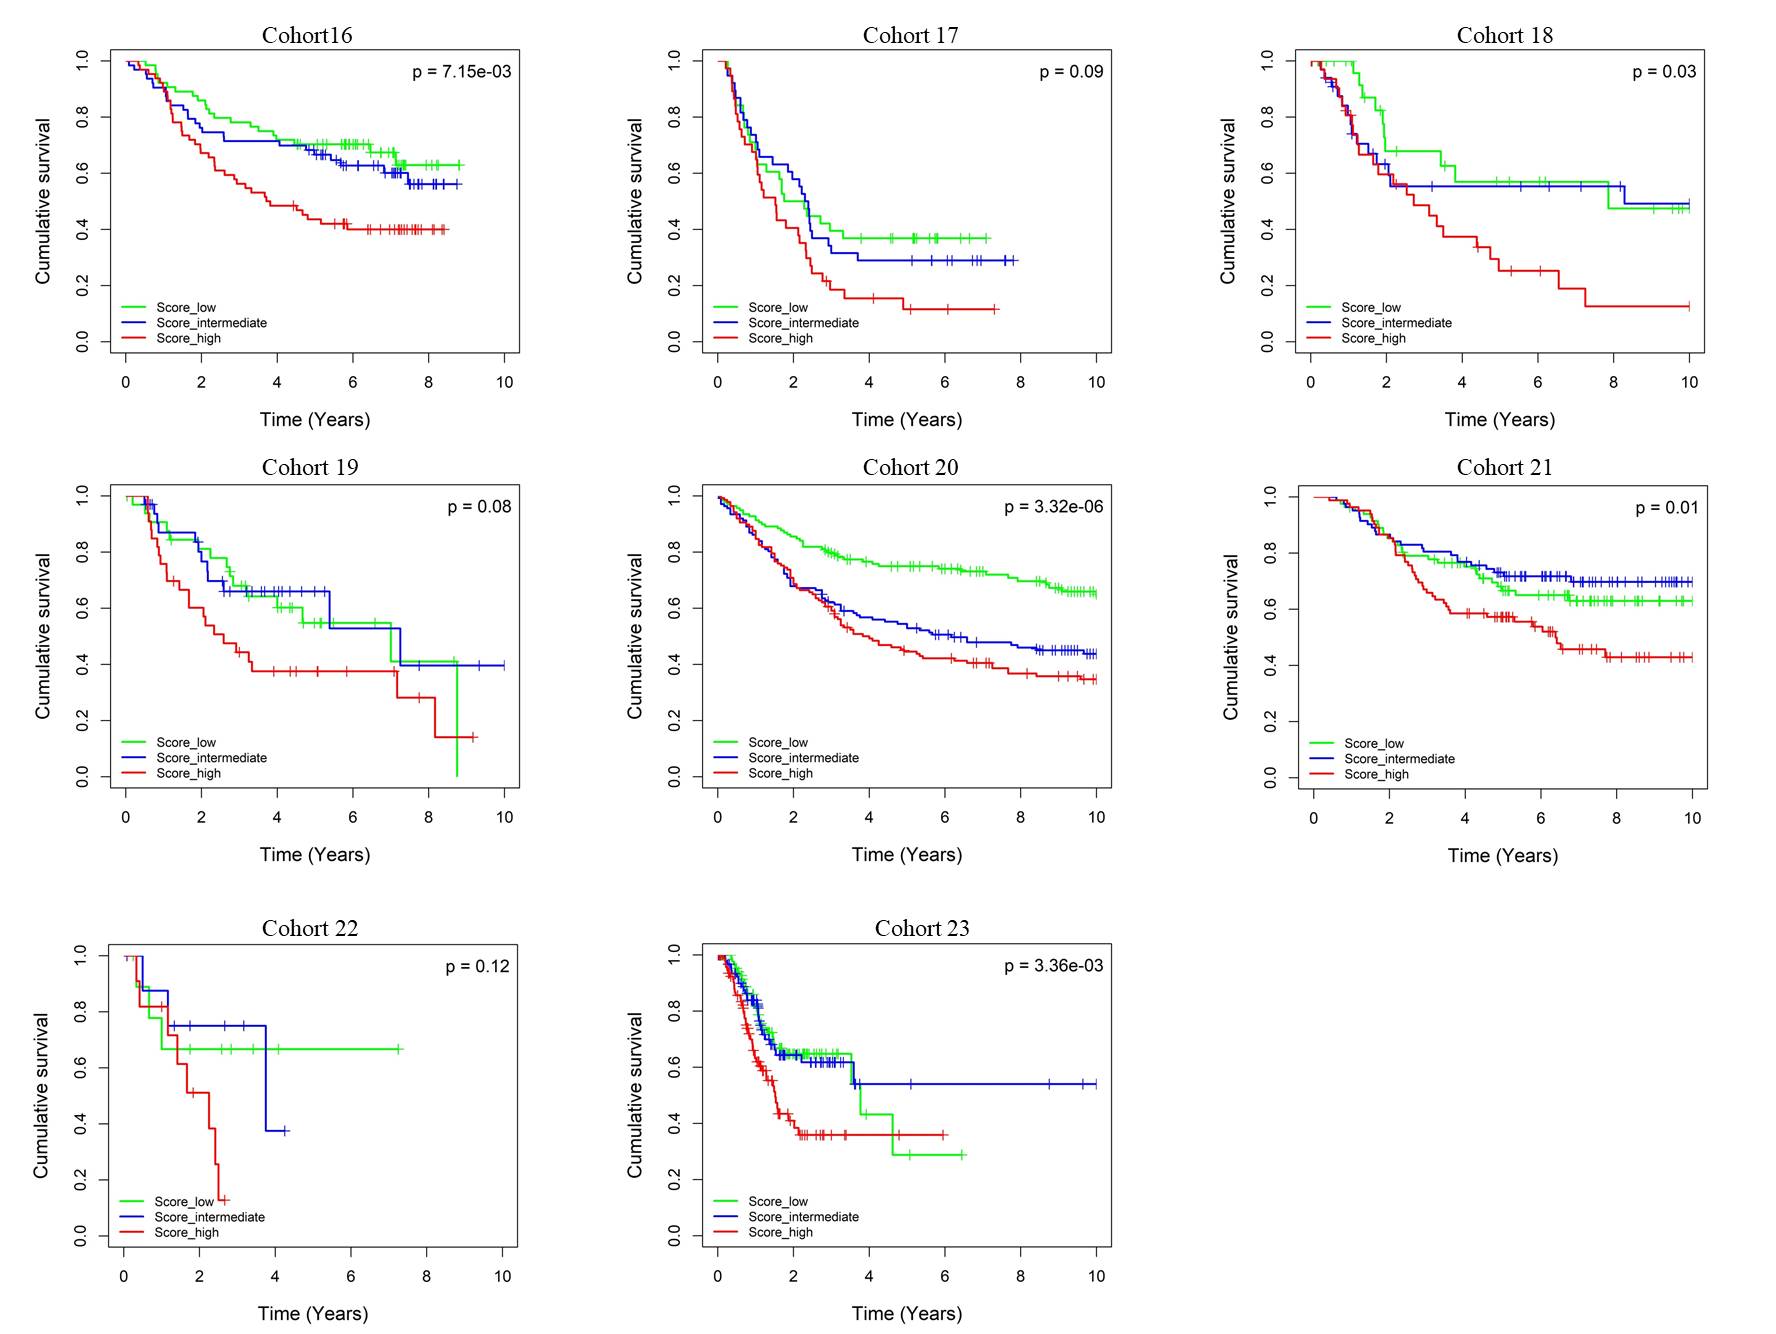 Cohort16
p = 7.15e-03
Cumulative survival
1.0
0.8
0.6
0.4
0.2
0.0
Score_low
Score_intermediate
Score_high
0 2 4 6 8 10
Time (Years)
Cohort 17
p = 0.09
Cumulative survival
1.0
0.8
0.6
0.4
0.2
0.0
Score_low
Score_intermediate
Score_high
0 2 4 6 8 10
Time (Years)
Cohort 18
p = 0.03
Cumulative survival
1.0
0.8
0.6
0.4
0.2
0.0
Score_low
Score_intermediate
Score_high
0 2 4 6 8 10
Time (Years)
Cohort 19
p = 0.08
Cumulative survival
1.0
0.8
0.6
0.4
0.2
0.0
Score_low
Score_intermediate
Score_high
0 2 4 6 8 10
Time (Years)
Cohort 20
p = 3.32e-06
Cumulative survival
1.0
0.8
0.6
0.4
0.2
0.0
Score_low
Score_intermediate
Score_high
0 2 4 6 8 10
Time (Years)
Cohort 21
p = 0.01
Cumulative survival
1.0
0.8
0.6
0.4
0.2
0.0
Score_low
Score_intermediate
Score_high
0 2 4 6 8 10
Time (Years)
Cohort 22
p = 0.12
Cumulative survival
1.0
0.8
0.6
0.4
0.2
0.0
Score_low
Score_intermediate
Score_high
0 2 4 6 8 10
Time (Years)
Cohort 23
p = 3.36e-03
Cumulative survival
1.0
0.8
0.6
0.4
0.2
0.0
Score_low
Score_intermediate
Score_high
0 2 4 6 8 10
Time (Years)